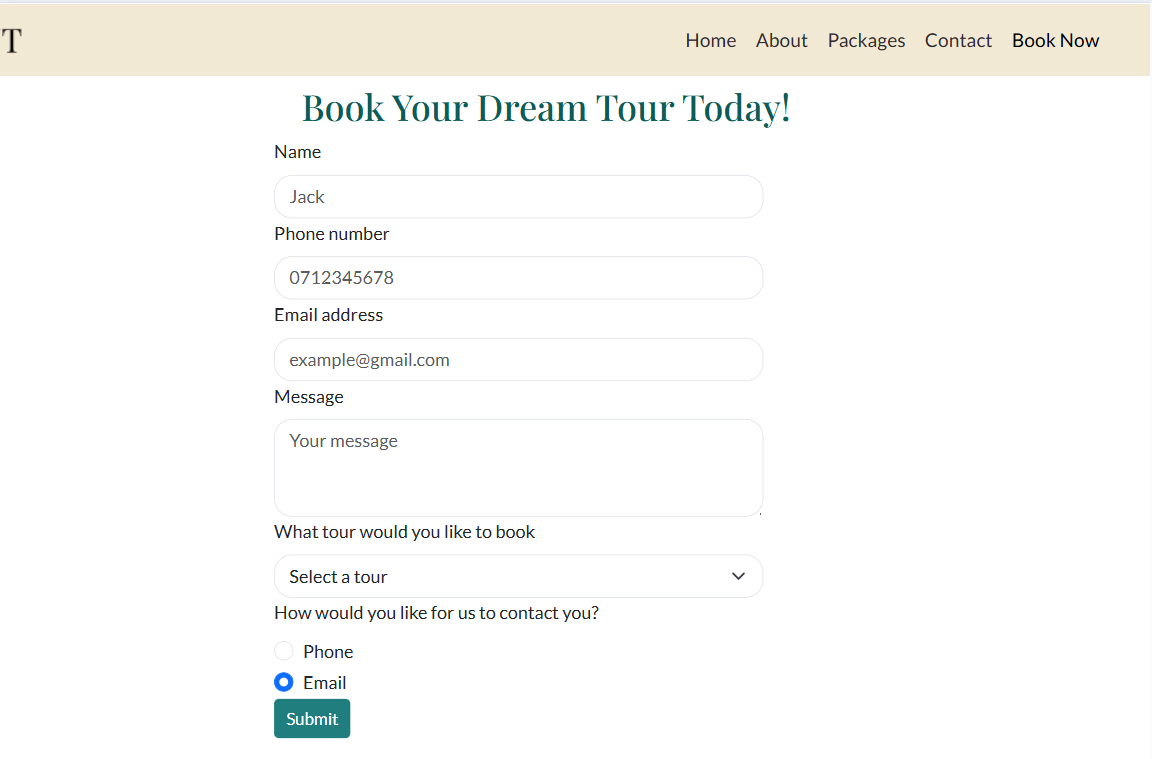 T
Home About Packages Contact Book Now
Book Your Dream Tour Today!
Name
Jack
Phone number
0712345678
Email address
example@gmail.com
Message
Your message
What tour would you like to book
Select a tour
How would you like for us to contact you?
Phone
Email
Submit